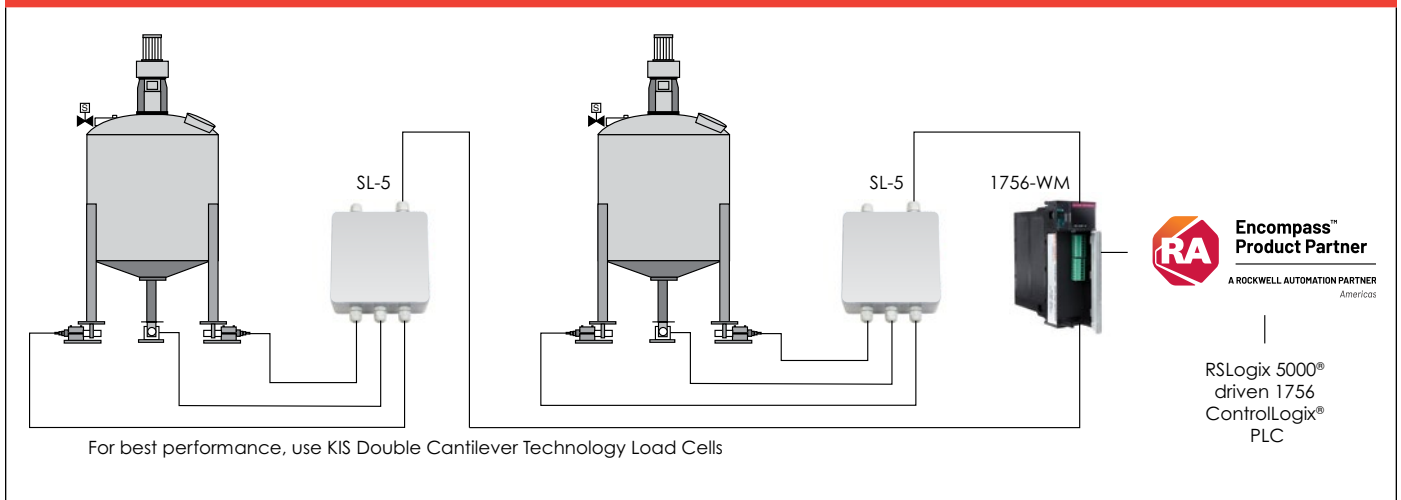 S
S
SL-5
SL-5
1756-WM
RA
Encompass™
Product Partner
A ROCKWELL AUTOMATION PARTNER
Americas
RSLogix 5000®
driven 1756
ControlLogix®
PLC
For best performance, use KIS Double Cantilever Technology Load Cells